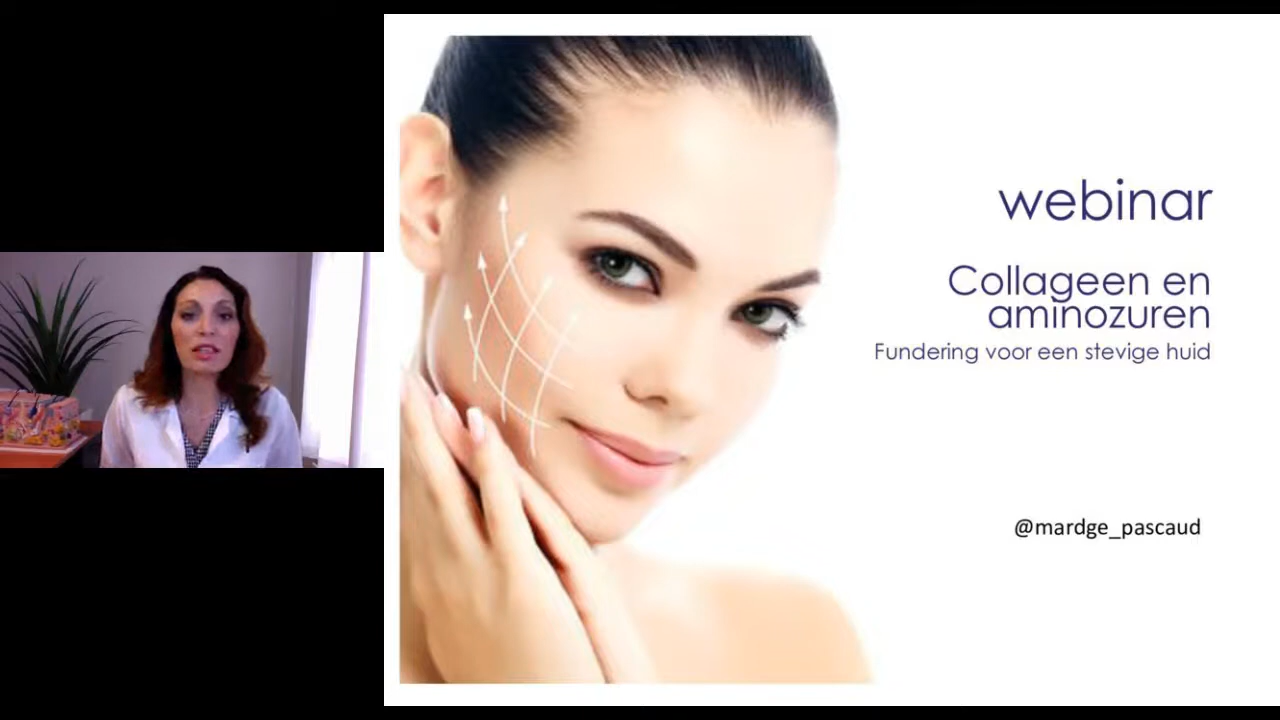 webinar
Collageen en
aminozuren
Fundering voor een stevige huid
@mardge_pascaud